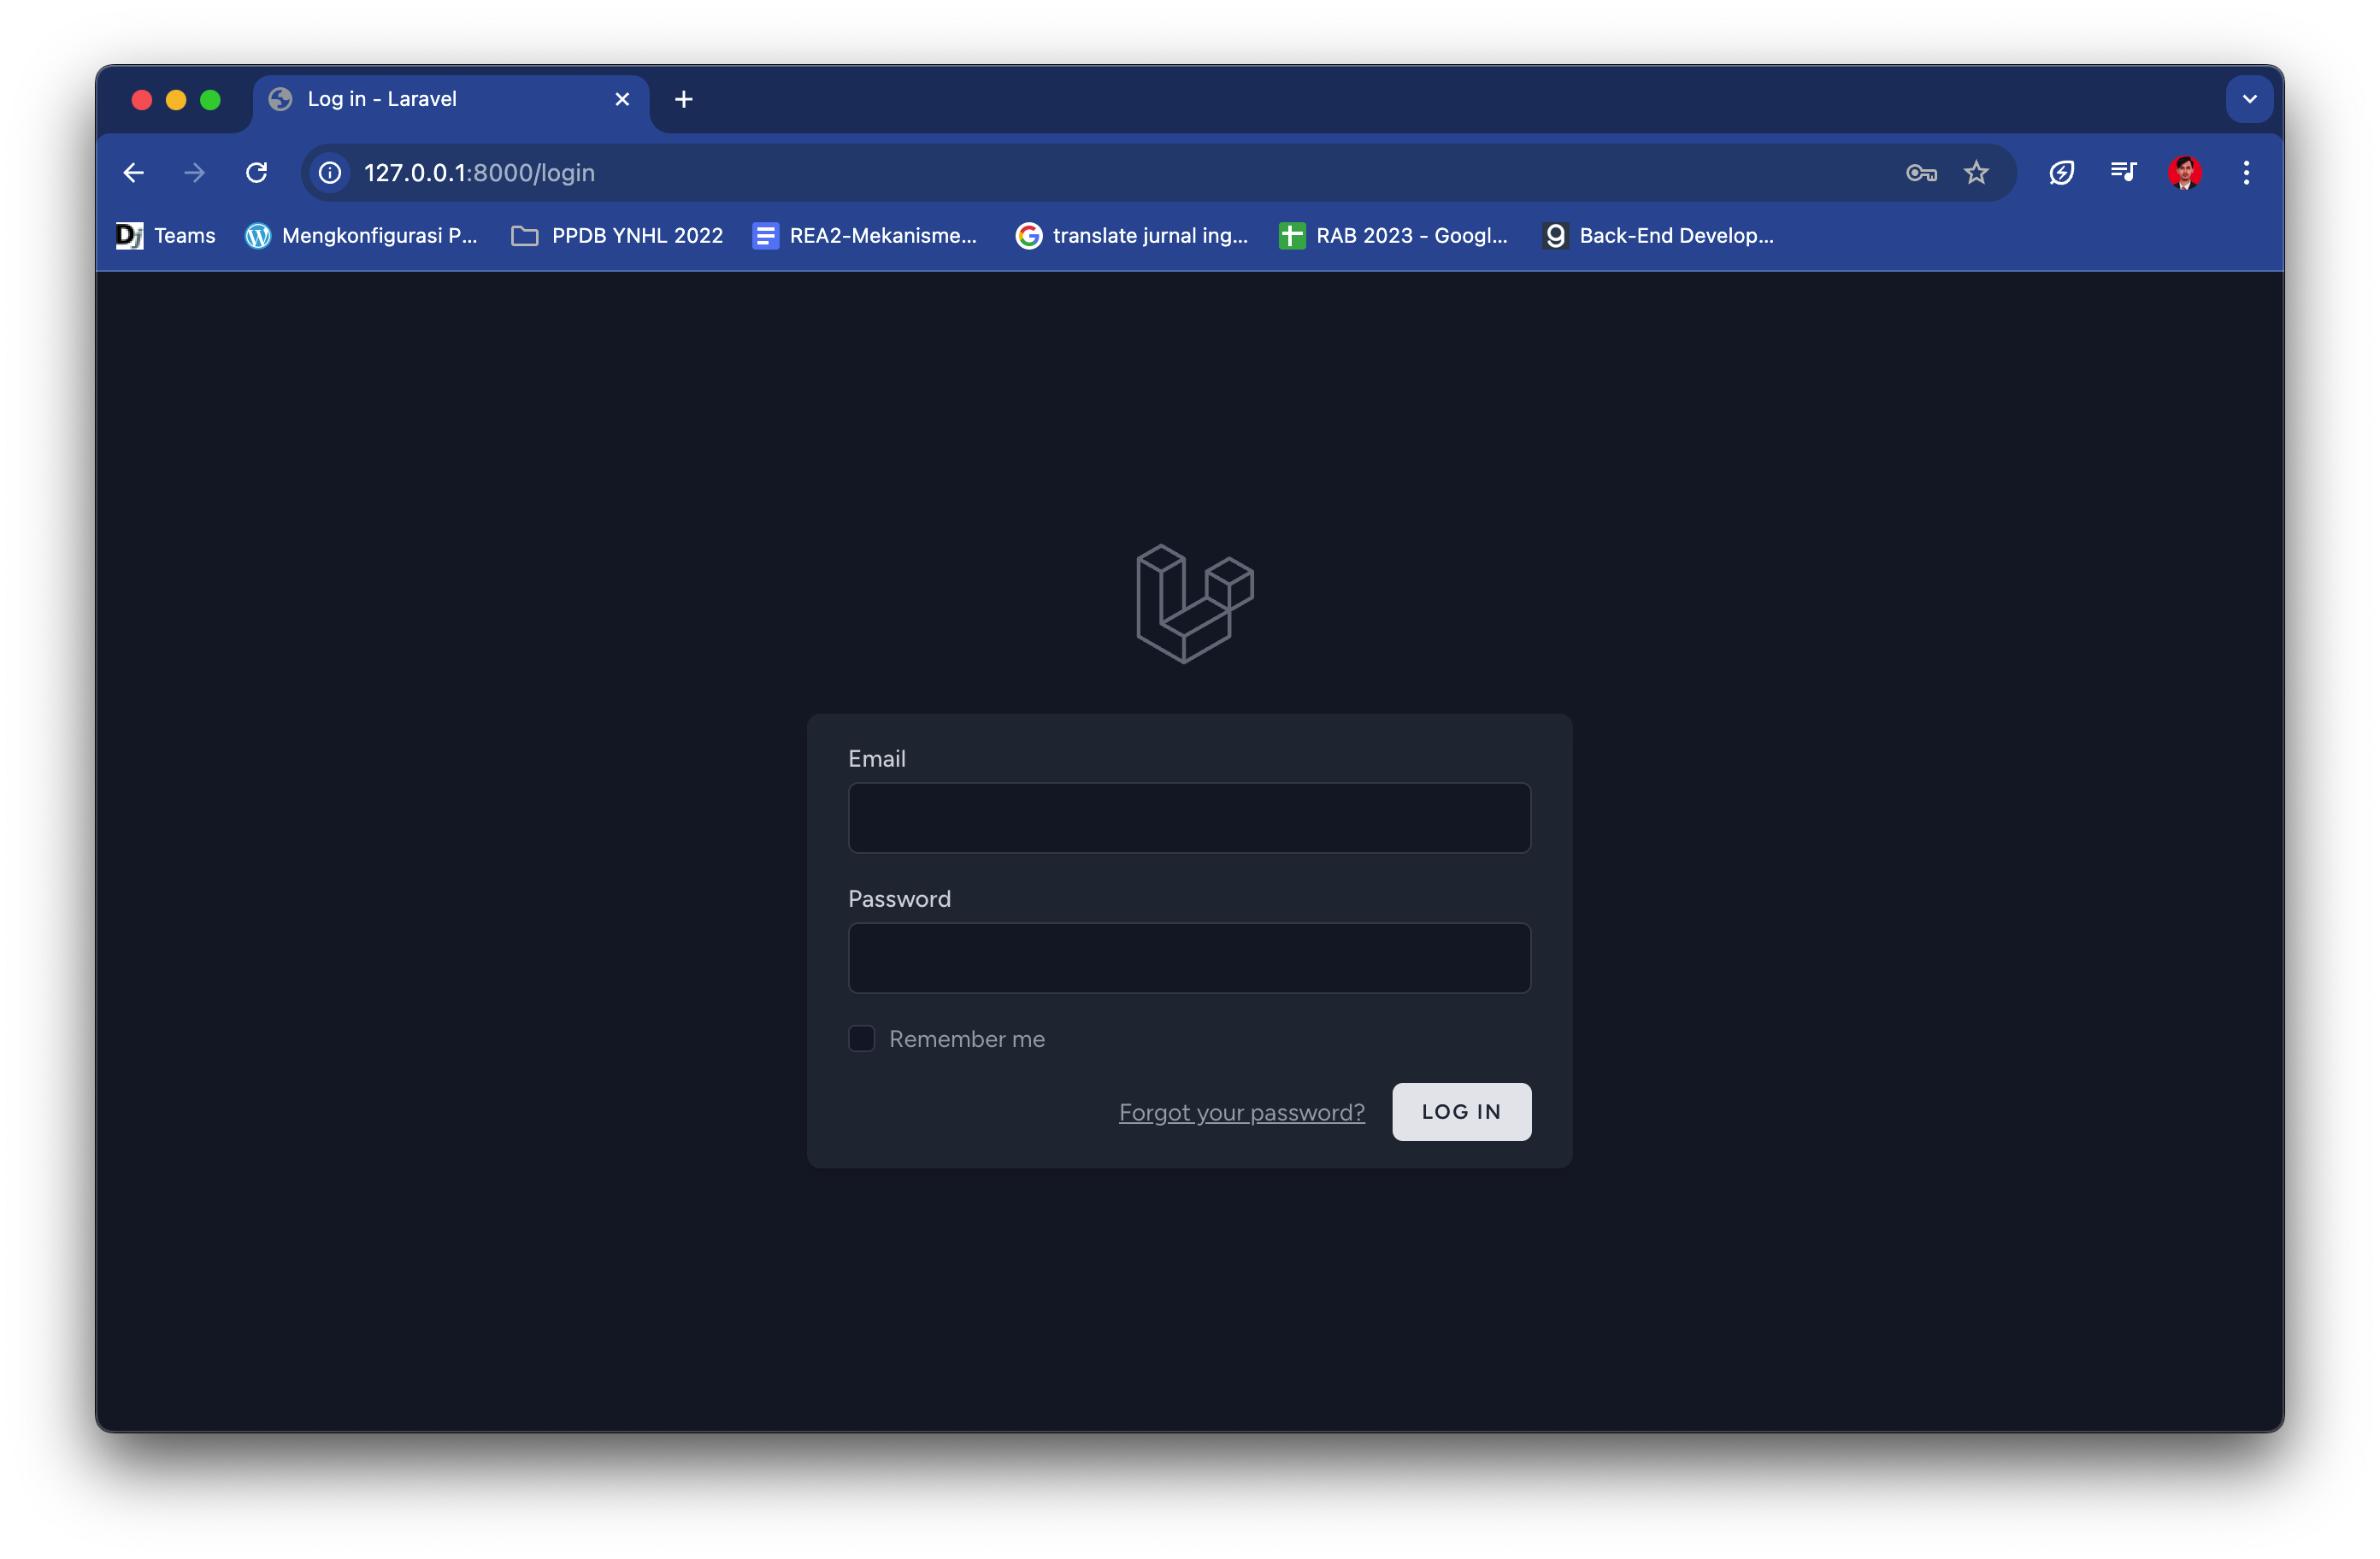 Log in - Laravel
127.0.0.1:8000/login
Teams Mengkonfigurasi P... PPDB YNHL 2022 REA2-Mekanisme... translate jurnal ing... RAB 2023 - Googl... Back-End Develop...
Email
Password
Remember me
Forgot your password? LOG IN